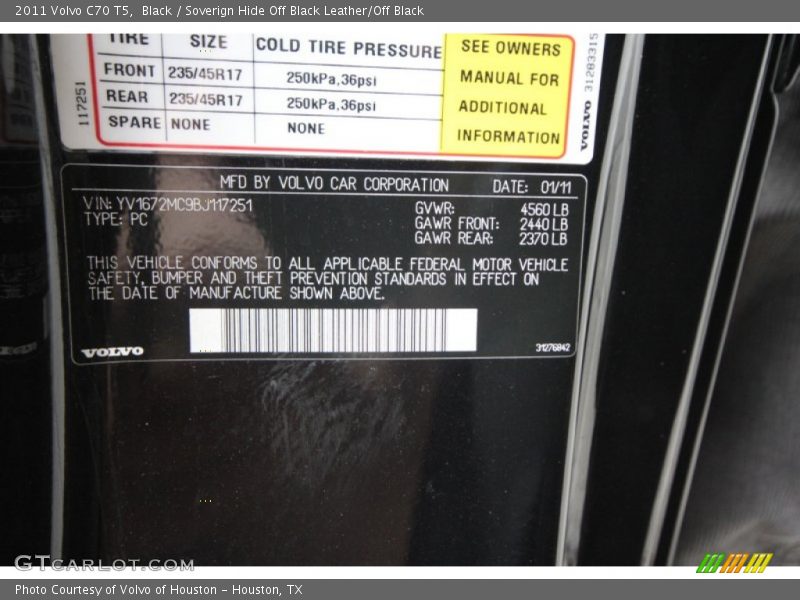 2011 Volvo C70 T5, Black / Soverign Hide Off Black Leather/Off Black
TIRE SIZE COLD TIRE PRESSURE
FRONT 235/45R17 250kPa,36psi
REAR 235/45R17 250kPa,36psi
SPARE NONE NONE
SEE OWNERS
MANUAL FOR
ADDITIONAL
INFORMATION
117251
VOLVO 31283315
MFD BY VOLVO CAR CORPORATION DATE: 01/11
VIN: YV1672MC9BJ117251
TYPE: PC
GVWR: 4560 LB
GAWR FRONT: 2440 LB
GAWR REAR: 2370 LB
THIS VEHICLE CONFORMS TO ALL APPLICABLE FEDERAL MOTOR VEHICLE
SAFETY, BUMPER AND THEFT PREVENTION STANDARDS IN EFFECT ON
THE DATE OF MANUFACTURE SHOWN ABOVE.
VOLVO 31276842
GTcarlot.com
Photo Courtesy of Volvo of Houston - Houston, TX